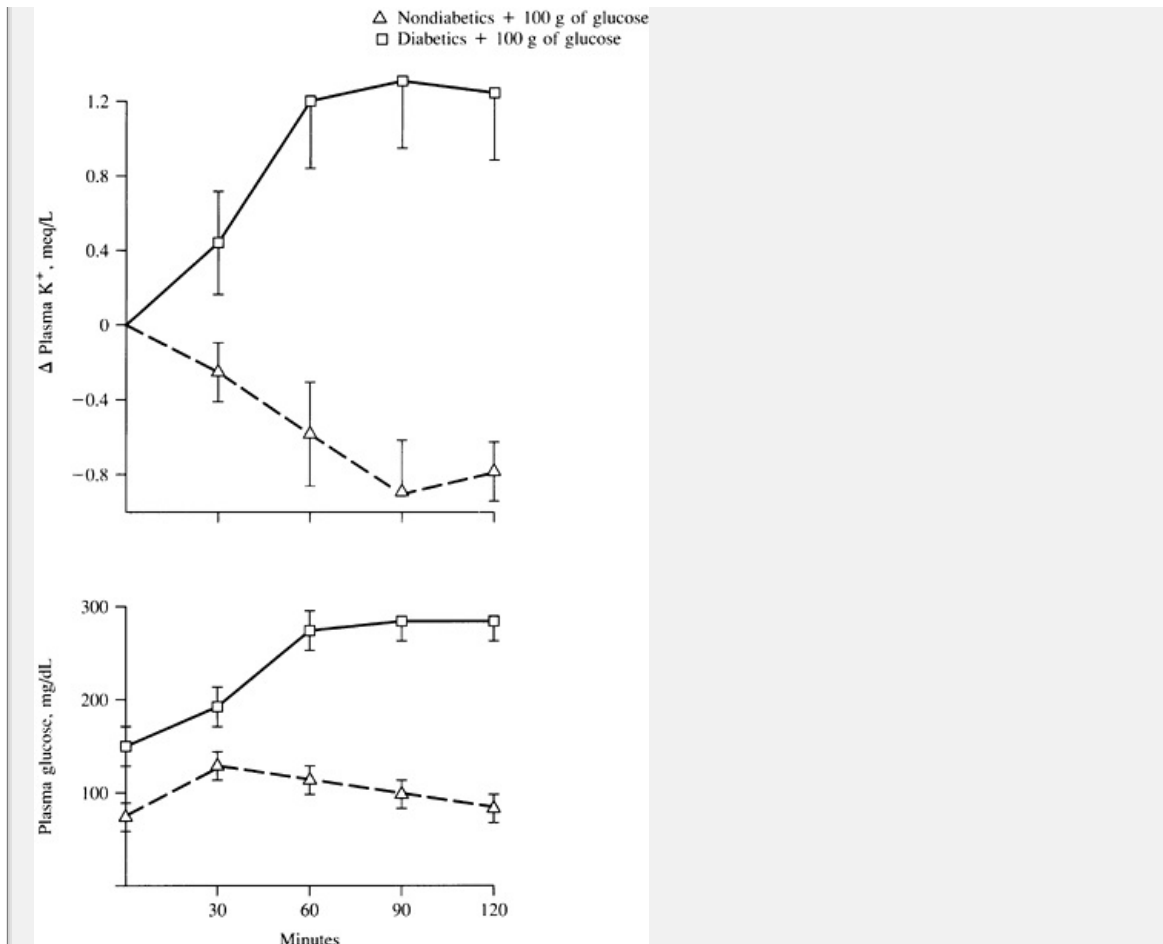 △ Nondiabetics + 100 g of glucose
□ Diabetics + 100 g of glucose
1.2
0.8
0.4
0
−0.4
−0.8
Δ Plasma K⁺, meq/L
300
200
100
Plasma glucose, mg/dL
30 60 90 120
Minutes